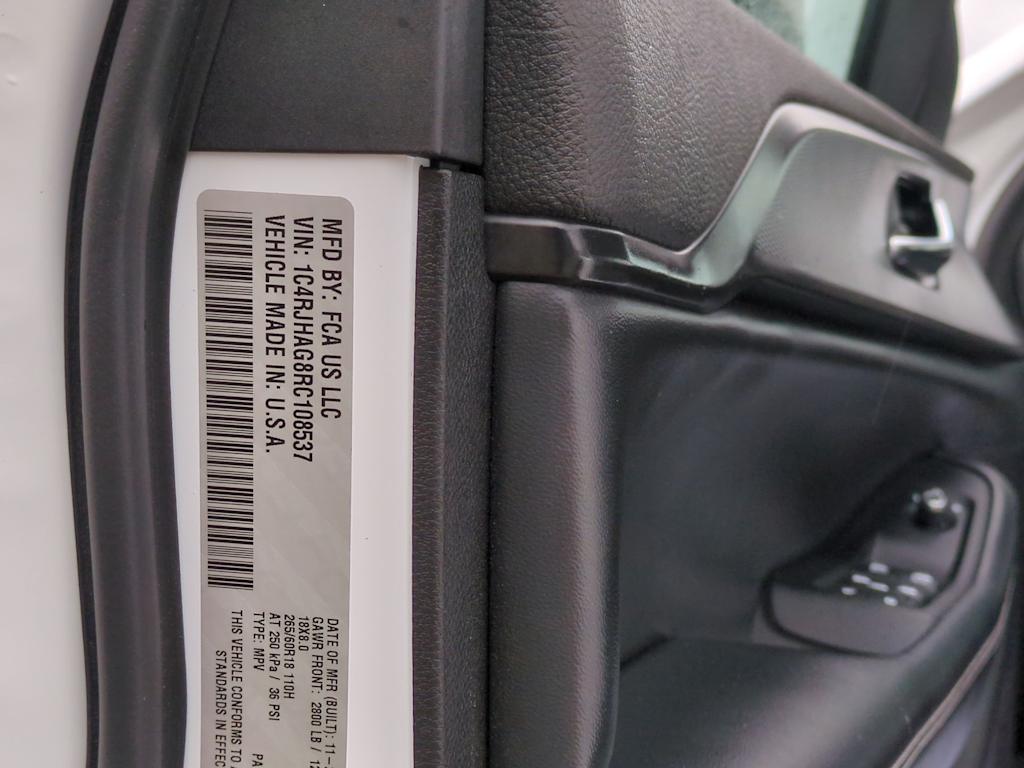 MFD BY: FCA US LLC
VIN: 1C4RJHAG8RC108537
VEHICLE MADE IN: U.S.A.
DATE OF MFR (BUILT): 11-
GAWR FRONT: 2800 LB / 12
18X8.0
265/60R18 110H
AT 250 kPa / 36 PSI
TYPE: MPV PA
THIS VEHICLE CONFORMS TO
STANDARDS IN EFFEC